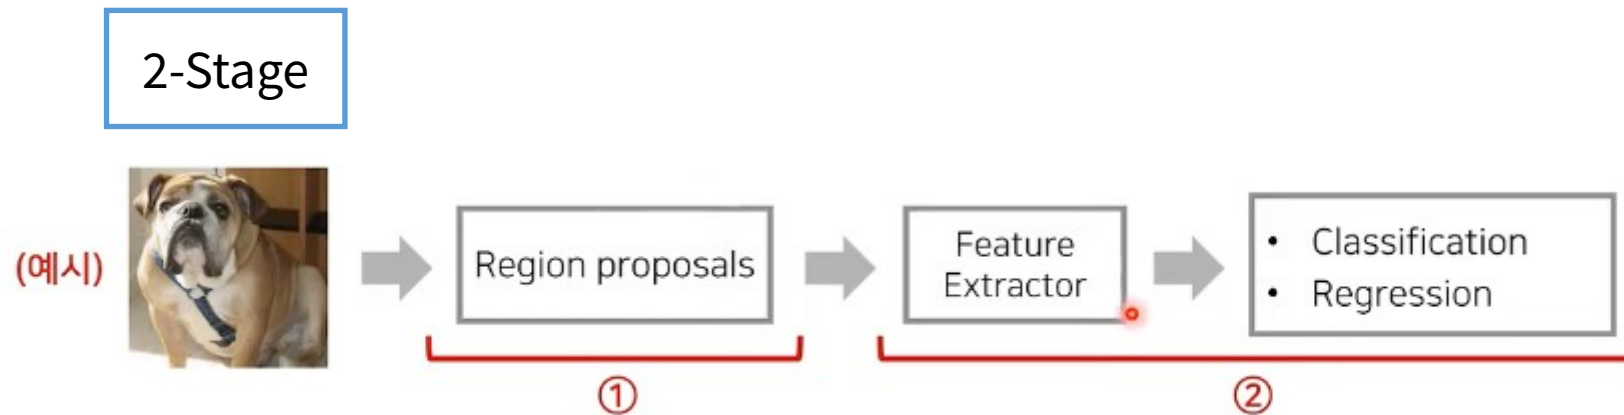 2-Stage
(예시)
Region proposals
Feature
Extractor
• Classification
• Regression
①
②